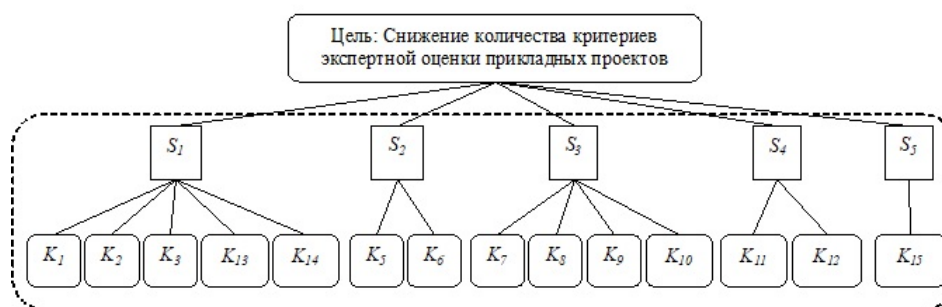 Цель: Снижение количества критериев
экспертной оценки прикладных проектов
S1 S2 S3 S4 S5
K1 K2 K3 K13 K14 K5 K6 K7 K8 K9 K10 K11 K12 K15